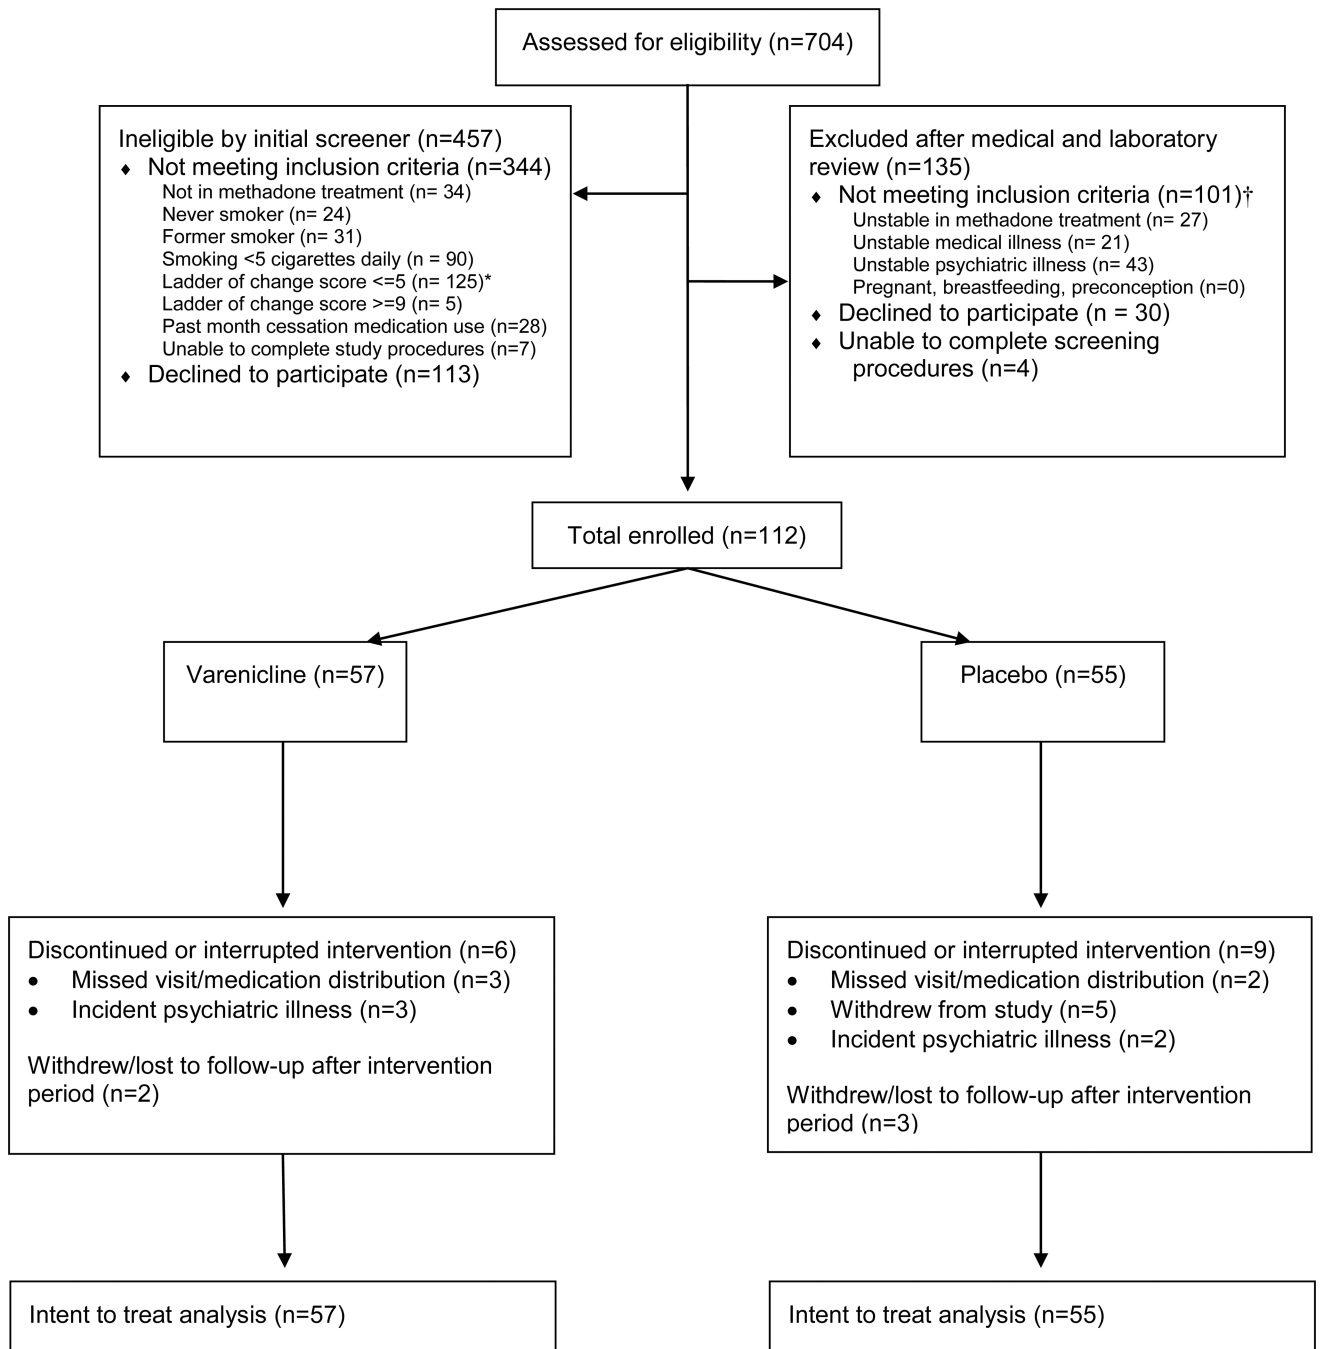 Assessed for eligibility (n=704)
Ineligible by initial screener (n=457)
♦ Not meeting inclusion criteria (n=344)
Not in methadone treatment (n= 34)
Never smoker (n= 24)
Former smoker (n= 31)
Smoking <5 cigarettes daily (n = 90)
Ladder of change score <=5 (n= 125)*
Ladder of change score >=9 (n= 5)
Past month cessation medication use (n=28)
Unable to complete study procedures (n=7)
♦ Declined to participate (n=113)
Excluded after medical and laboratory
review (n=135)
♦ Not meeting inclusion criteria (n=101)†
Unstable in methadone treatment (n= 27)
Unstable medical illness (n= 21)
Unstable psychiatric illness (n= 43)
Pregnant, breastfeeding, preconception (n=0)
♦ Declined to participate (n = 30)
♦ Unable to complete screening
procedures (n=4)
Total enrolled (n=112)
Varenicline (n=57)
Placebo (n=55)
Discontinued or interrupted intervention (n=6)
• Missed visit/medication distribution (n=3)
• Incident psychiatric illness (n=3)
Withdrew/lost to follow-up after intervention
period (n=2)
Discontinued or interrupted intervention (n=9)
• Missed visit/medication distribution (n=2)
• Withdrew from study (n=5)
• Incident psychiatric illness (n=2)
Withdrew/lost to follow-up after intervention
period (n=3)
Intent to treat analysis (n=57)
Intent to treat analysis (n=55)